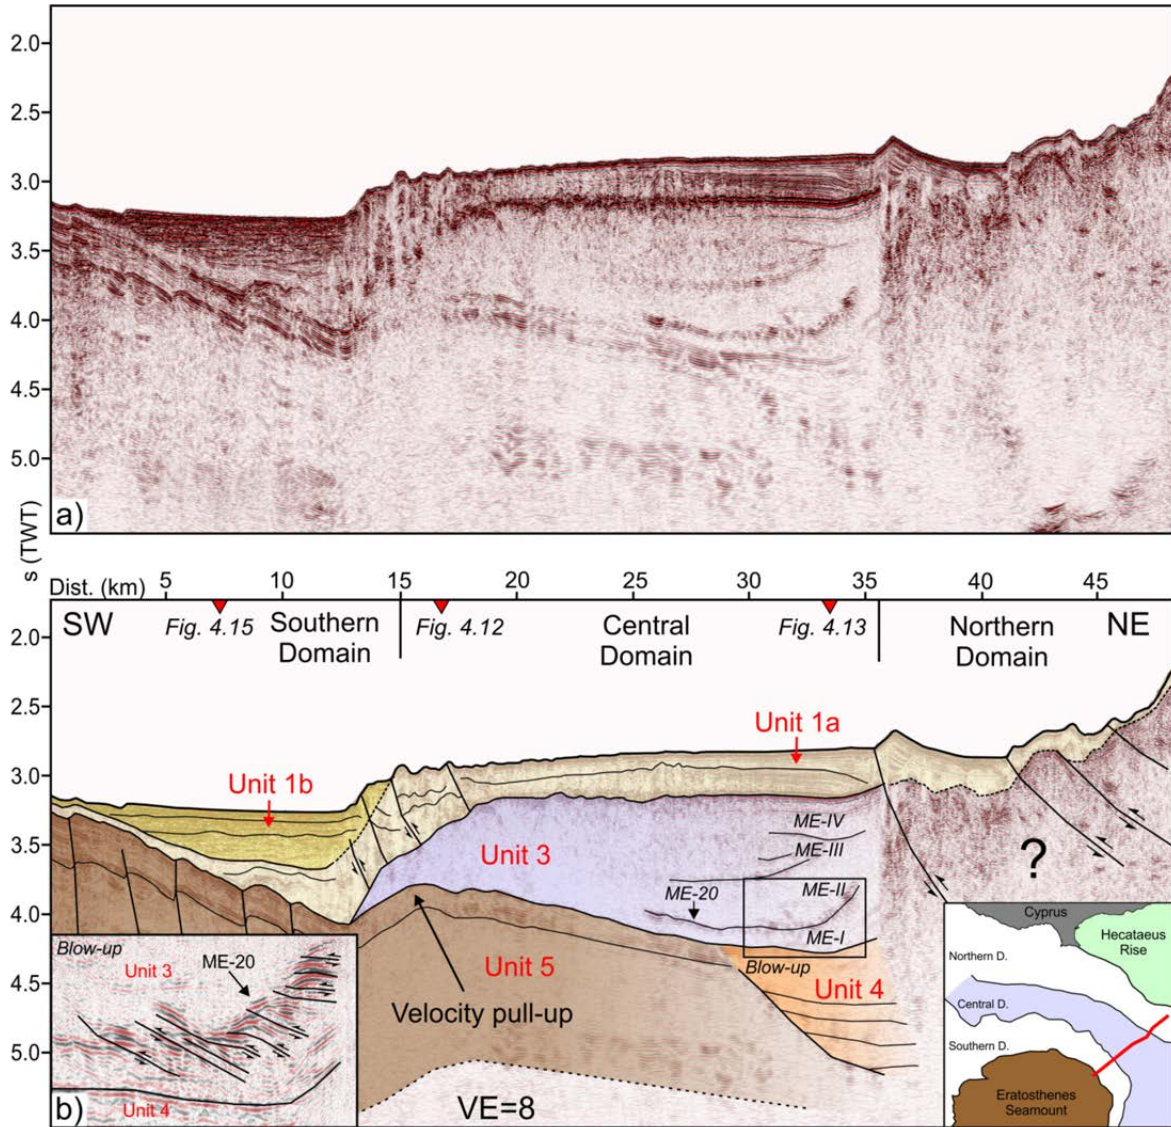 2.0
2.5
3.0
3.5
4.0
4.5
5.0
a)
s (TWT)
Dist. (km) 5 10 15 20 25 30 35 40 45
SW Fig. 4.15 Southern Domain Fig. 4.12 Central Domain Fig. 4.13 Northern Domain NE
2.0
2.5
Unit 1a
3.0
Unit 1b
ME-IV
3.5
Unit 3
ME-III
?
ME-20
ME-II
4.0
ME-I
Blow-up
Blow-up
Unit 5
Unit 4
4.5
Unit 3
ME-20
Velocity pull-up
5.0
Unit 4
b)
VE=8
Cyprus
Hecataeus
Rise
Northern D.
Central D.
Southern D.
Eratosthenes
Seamount